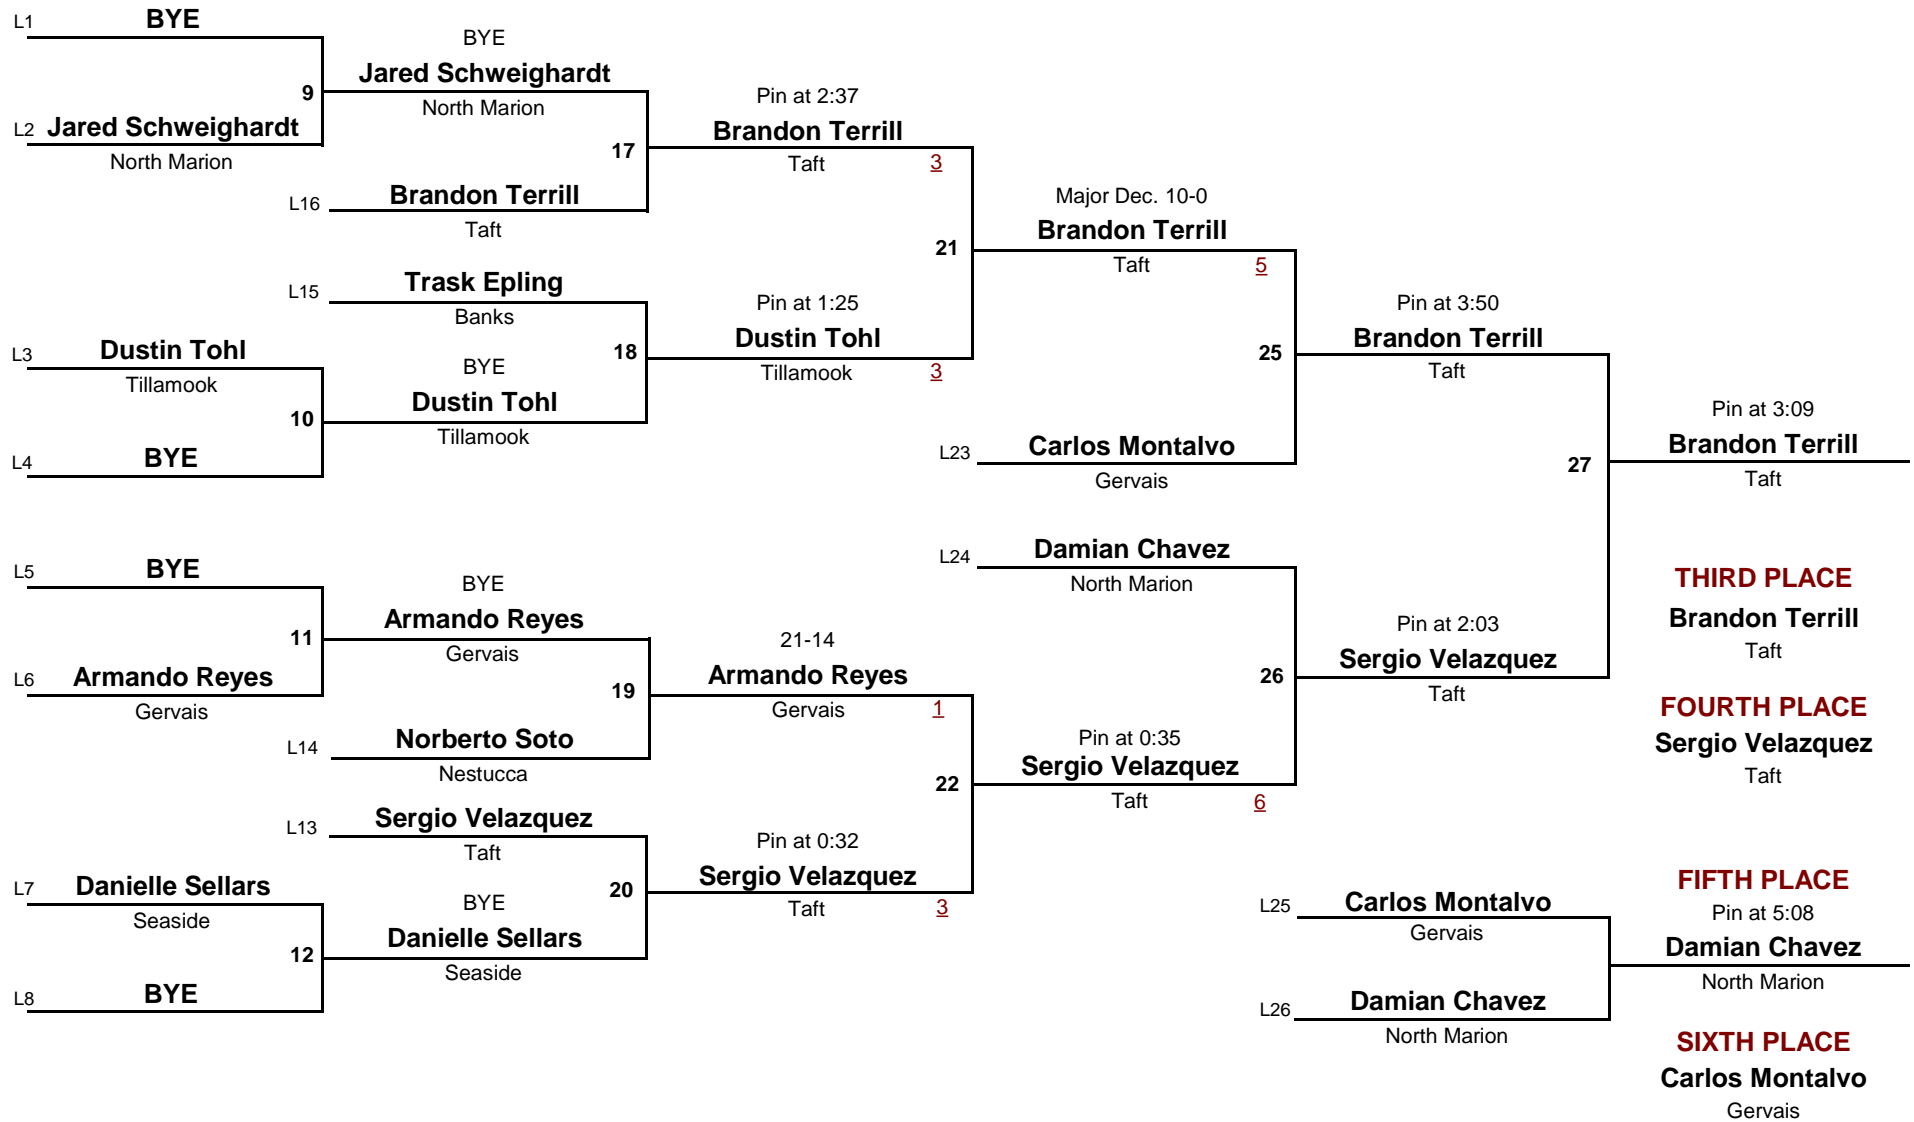 L1 BYE
BYE
Jared Schweighardt
9
North Marion
Pin at 2:37
L2 Jared Schweighardt
Brandon Terrill
North Marion
17
Taft 3
L16 Brandon Terrill
Taft
Major Dec. 10-0
Brandon Terrill
21
Taft 5
L15 Trask Epling
Banks
Pin at 1:25
Dustin Tohl
18
Tillamook 3
L3 Dustin Tohl
Tillamook
BYE
Dustin Tohl
10
Tillamook
L4 BYE
Pin at 3:50
Brandon Terrill
25
Taft
L23 Carlos Montalvo
Gervais
Pin at 3:09
Brandon Terrill
27
Taft
L24 Damian Chavez
North Marion
L5 BYE
BYE
Armando Reyes
11
Gervais
L6 Armando Reyes
Gervais
21-14
Armando Reyes
19
Gervais 1
L14 Norberto Soto
Nestucca
Pin at 2:03
Sergio Velazquez
26
Taft
Pin at 0:35
Sergio Velazquez
22
Taft 6
L13 Sergio Velazquez
Taft
Pin at 0:32
Sergio Velazquez
20
Taft 3
L7 Danielle Sellars
Seaside
BYE
Danielle Sellars
12
Seaside
L8 BYE
THIRD PLACE
Brandon Terrill
Taft
FOURTH PLACE
Sergio Velazquez
Taft
L25 Carlos Montalvo
Gervais
L26 Damian Chavez
North Marion
FIFTH PLACE
Pin at 5:08
Damian Chavez
North Marion
SIXTH PLACE
Carlos Montalvo
Gervais